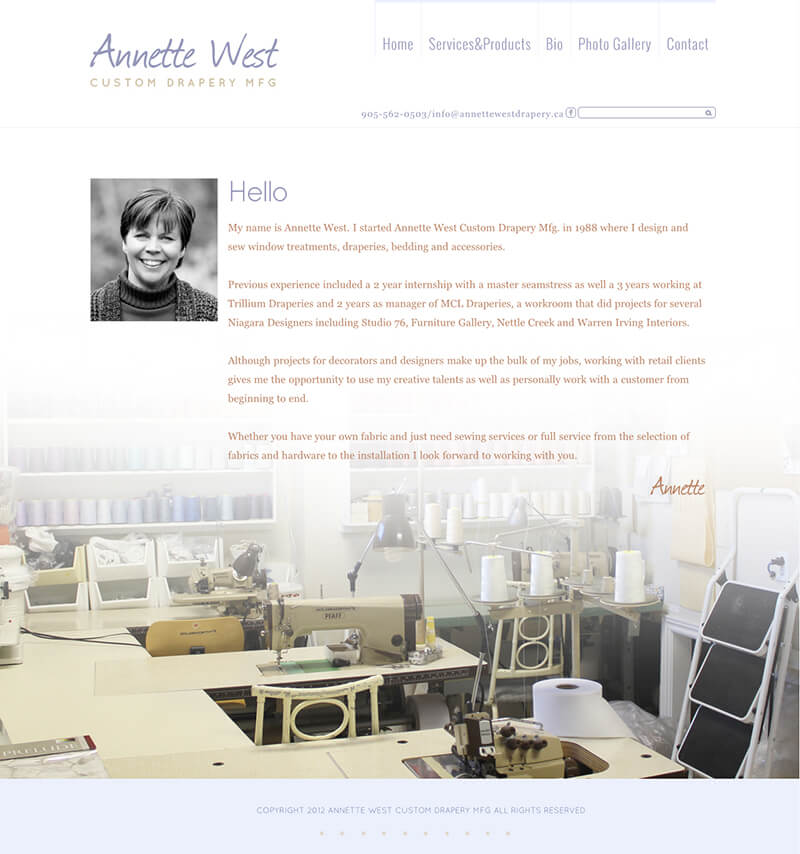 Annette West
CUSTOM DRAPERY MFG
Home Services&Products Bio Photo Gallery Contact
905-562-0503/info@annettewestdrapery.ca
Hello
My name is Annette West. I started Annette West Custom Drapery Mfg. in 1988 where I design and
sew window treatments, draperies, bedding and accessories.
Previous experience included a 2 year internship with a master seamstress as well a 3 years working at
Trillium Draperies and 2 years as manager of MCL Draperies, a workroom that did projects for several
Niagara Designers including Studio 76, Furniture Gallery, Nettle Creek and Warren Irving Interiors.
Although projects for decorators and designers make up the bulk of my jobs, working with retail clients
gives me the opportunity to use my creative talents as well as personally work with a customer from
beginning to end.
Whether you have your own fabric and just need sewing services or full service from the selection of
fabrics and hardware to the installation I look forward to working with you.
Annette
PFAFF
PRELUDE
COPYRIGHT 2012 ANNETTE WEST CUSTOM DRAPERY MFG ALL RIGHTS RESERVED